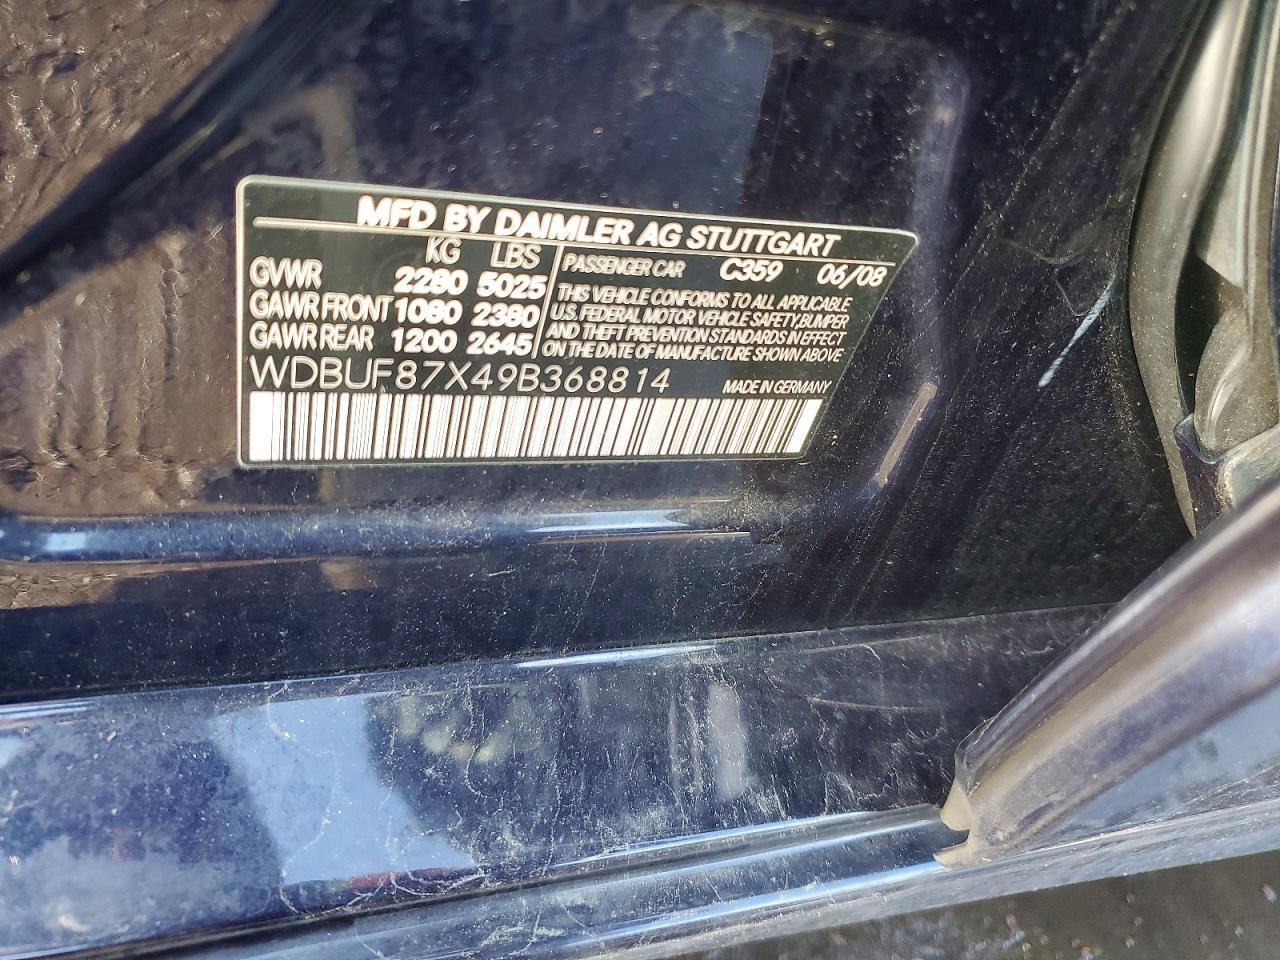 MFD BY DAIMLER AG STUTTGART
KG LBS
GVWR 2280 5025
GAWR FRONT 1080 2380
GAWR REAR 1200 2645
PASSENGER CAR C359 06/08
THIS VEHICLE CONFORMS TO ALL APPLICABLE
U.S. FEDERAL MOTOR VEHICLE SAFETY,BUMPER
AND THEFT PREVENTION STANDARDS IN EFFECT
ON THE DATE OF MANUFACTURE SHOWN ABOVE
WDBUF87X49B368814 MADE IN GERMANY